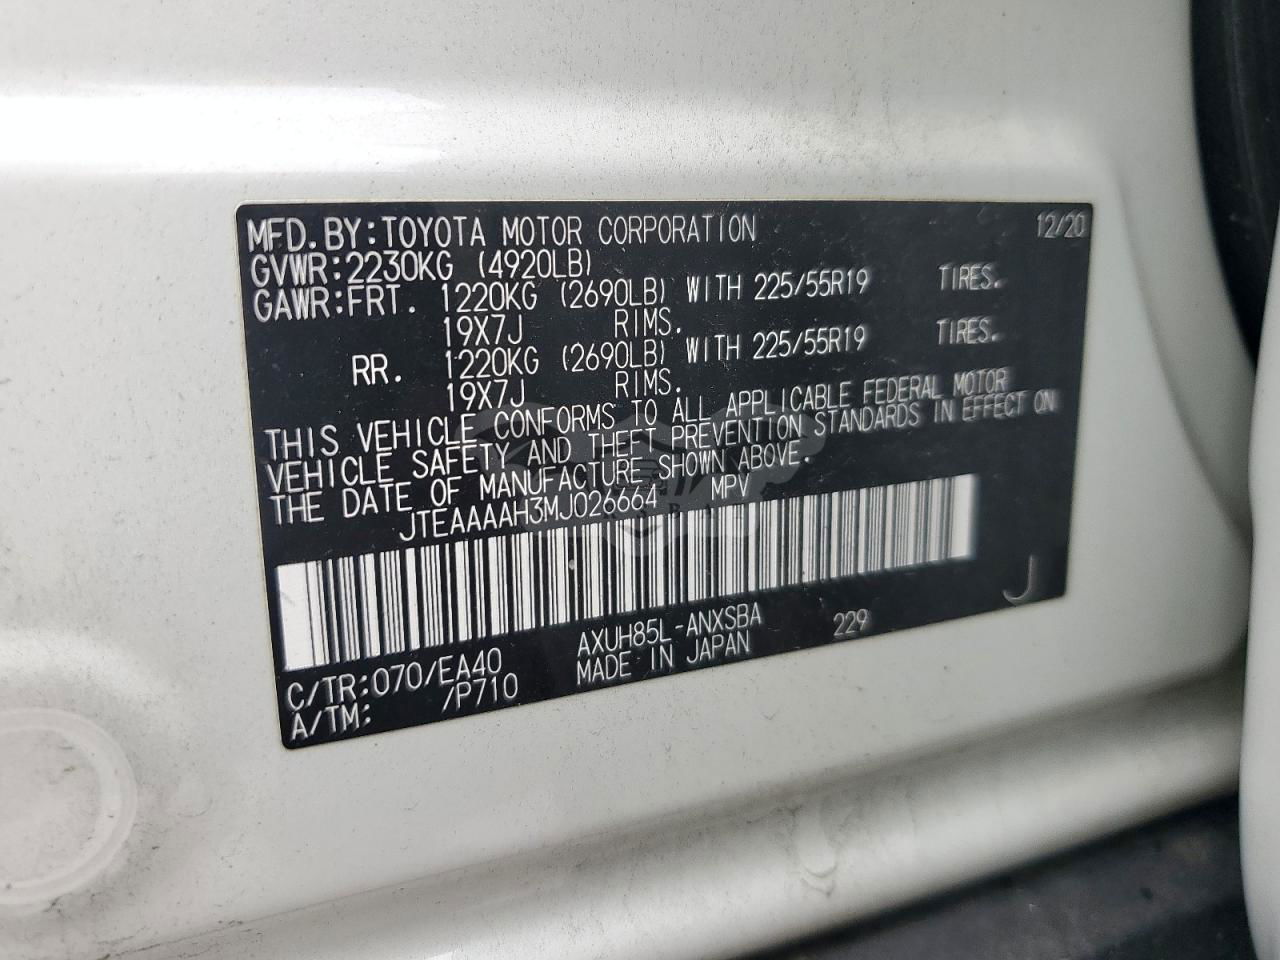 MFD.BY:TOYOTA MOTOR CORPORATION 12/20
GVWR:2230KG (4920LB)
GAWR:FRT. 1220KG (2690LB) WITH 225/55R19 TIRES.
19X7J RIMS.
RR. 1220KG (2690LB) WITH 225/55R19 TIRES.
19X7J RIMS.
THIS VEHICLE CONFORMS TO ALL APPLICABLE FEDERAL MOTOR
VEHICLE SAFETY AND THEFT PREVENTION STANDARDS IN EFFECT ON
THE DATE OF MANUFACTURE SHOWN ABOVE.
JTEAAAAH3MJ026664 MPV
J
C/TR:070/EA40 AXUH85L-ANXSBA 229
A/TM: /P710 MADE IN JAPAN